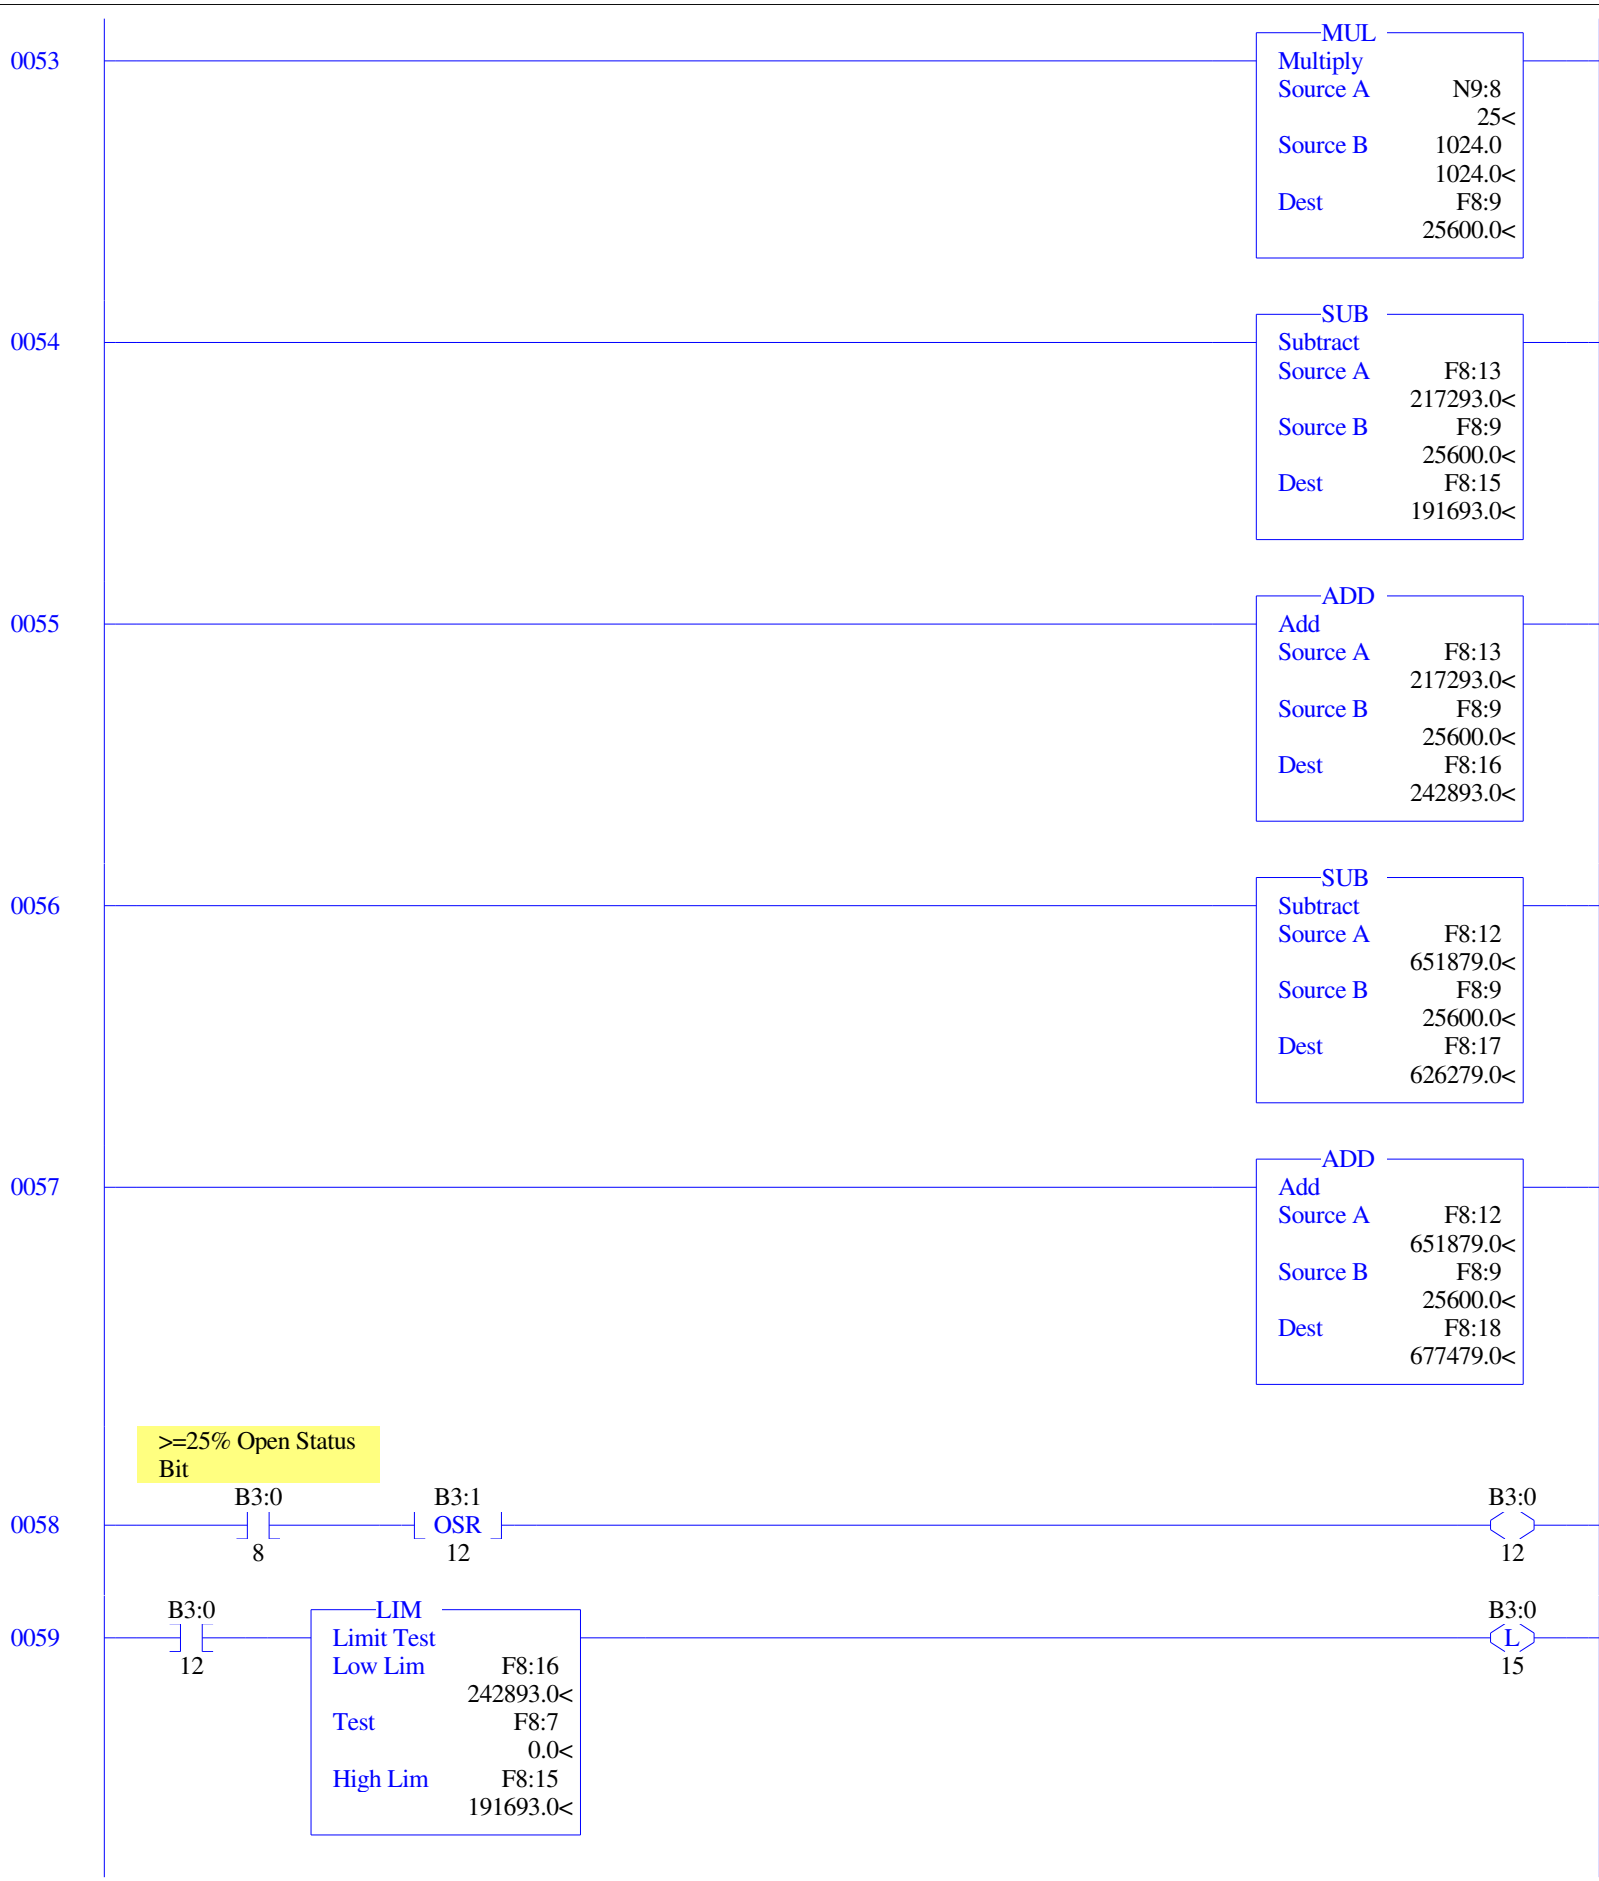 MUL
0053
Multiply
Source A N9:8
25<
Source B 1024.0
1024.0<
Dest F8:9
25600.0<
SUB
0054
Subtract
Source A F8:13
217293.0<
Source B F8:9
25600.0<
Dest F8:15
191693.0<
ADD
0055
Add
Source A F8:13
217293.0<
Source B F8:9
25600.0<
Dest F8:16
242893.0<
SUB
0056
Subtract
Source A F8:12
651879.0<
Source B F8:9
25600.0<
Dest F8:17
626279.0<
ADD
0057
Add
Source A F8:12
651879.0<
Source B F8:9
25600.0<
Dest F8:18
677479.0<
>=25% Open Status
Bit
B3:0 B3:1 B3:0
0058 OSR
8 12 12
B3:0 LIM B3:0
0059 Limit Test L
12 Low Lim F8:16 15
242893.0<
Test F8:7
0.0<
High Lim F8:15
191693.0<